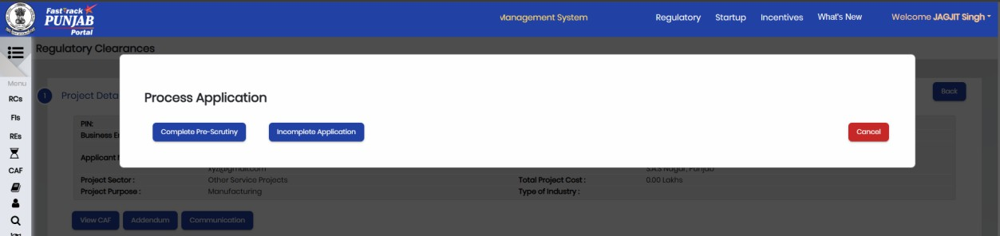 FastTrack
PUNJAB
Portal
Management System
Regulatory Startup Incentives What's New Welcome JAGJIT Singh
Regulatory Clearances
Menu
RCs
FIs
REs
CAF
1 Project Deta
Back
Process Application
Complete Pre-Scrutiny Incomplete Application Cancel
PIN:
Business E
Applicant
xyz@gmail.com S.A.S Nagar, Punjab
Project Sector : Other Service Projects Total Project Cost : 0.00 Lakhs
Project Purpose : Manufacturing Type of Industry :
View CAF Addendum Communication